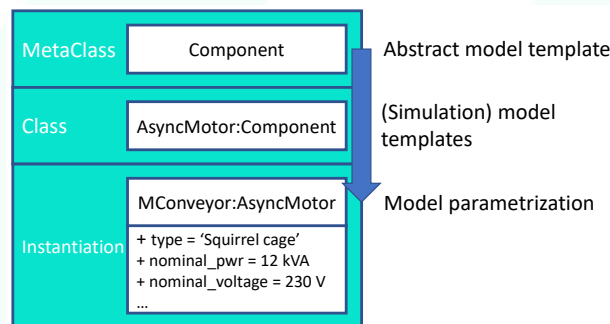 MetaClass
Component
Abstract model template
Class
AsyncMotor:Component
(Simulation) model
templates
Instantiation
MConveyor:AsyncMotor
Model parametrization
+ type = ‘Squirrel cage’
+ nominal_pwr = 12 kVA
+ nominal_voltage = 230 V
...